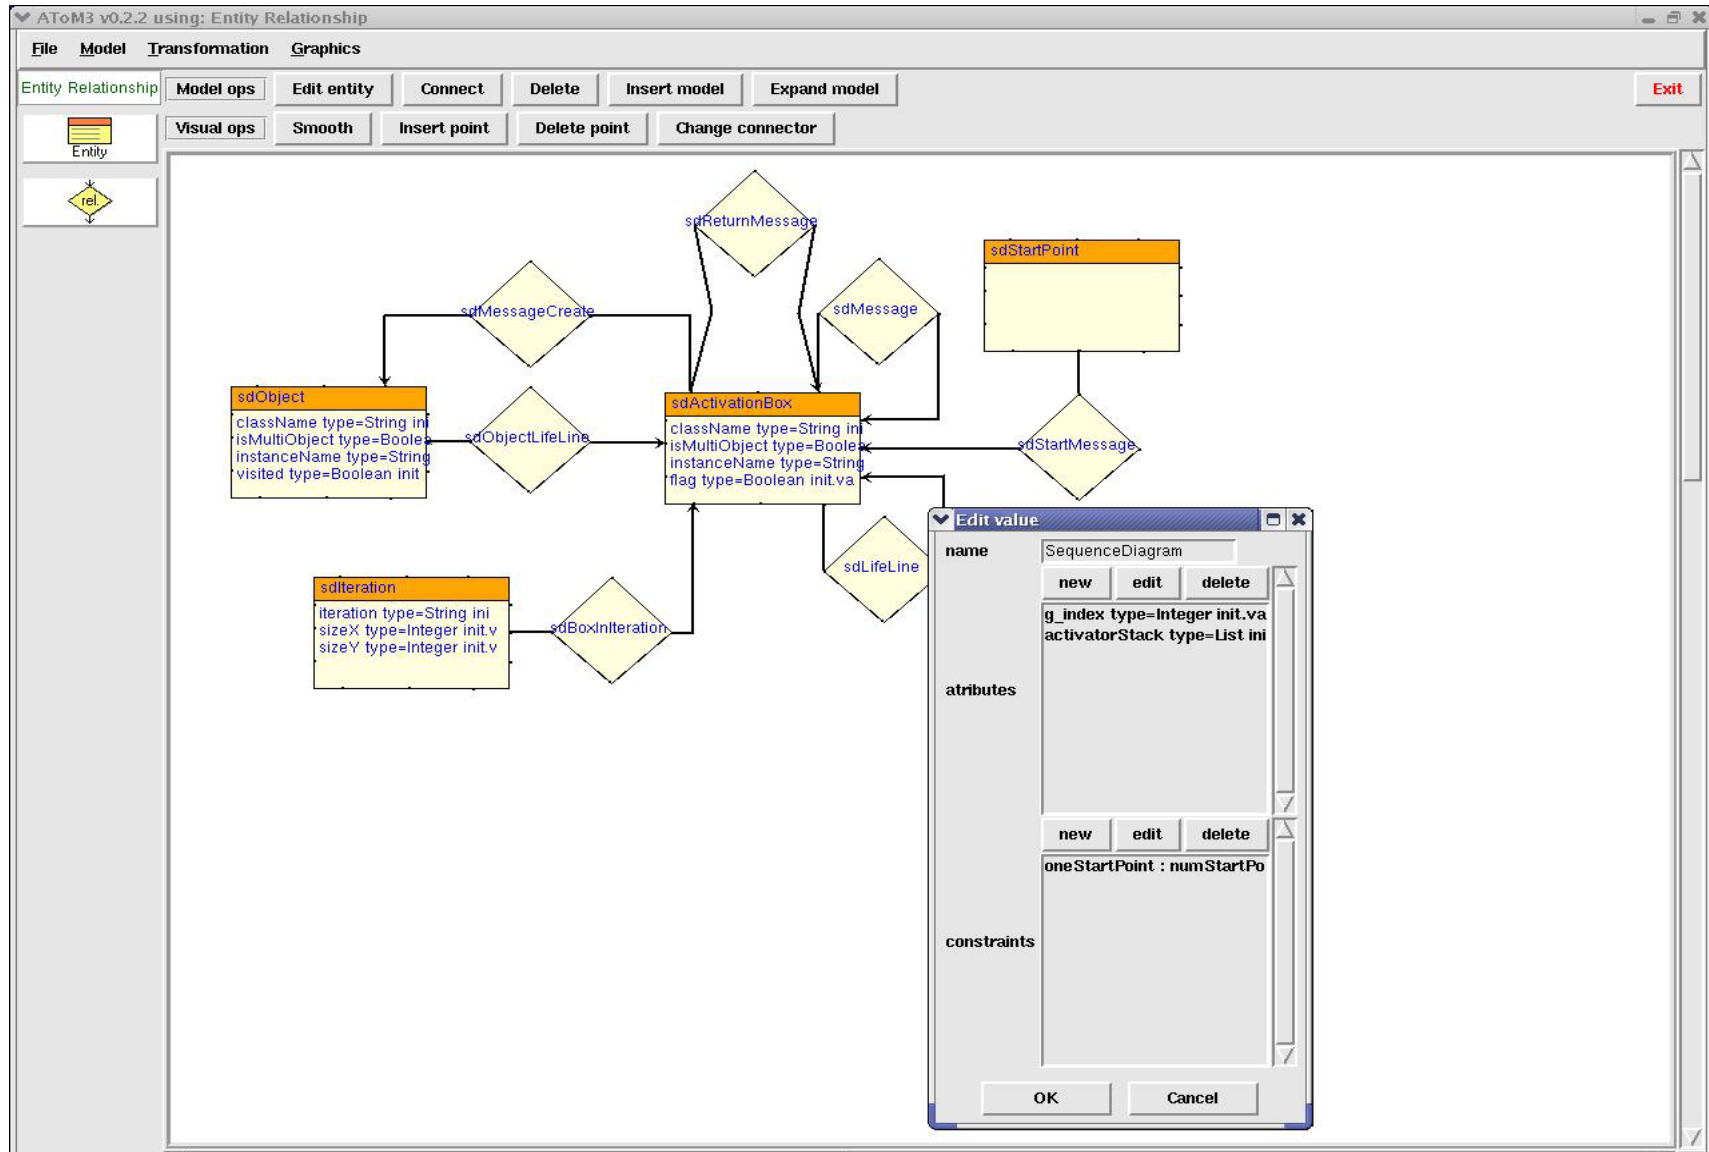 AToM3 v0.2.2 using: Entity Relationship
File Model Transformation Graphics
Entity Relationship Model ops Edit entity Connect Delete Insert model Expand model Exit
Visual ops Smooth Insert point Delete point Change connector
Entity
rel.
sdReturnMessage
sdStartPoint
sdMessageCreate
sdMessage
sdObject
className type=String ini
isMultiObject type=Boolea
instanceName type=String
visited type=Boolean init
sdObjectLifeLine
sdActivationBox
className type=String ini
isMultiObject type=Boolea
instanceName type=String
flag type=Boolean init.va
sdStartMessage
sdLifeLine
sdIteration
iteration type=String ini
sizeX type=Integer init.v
sizeY type=Integer init.v
sdBoxInIteration
Edit value
name SequenceDiagram
new edit delete
g_index type=Integer init.va
activatorStack type=List ini
atributes
new edit delete
oneStartPoint : numStartPo
constraints
OK Cancel